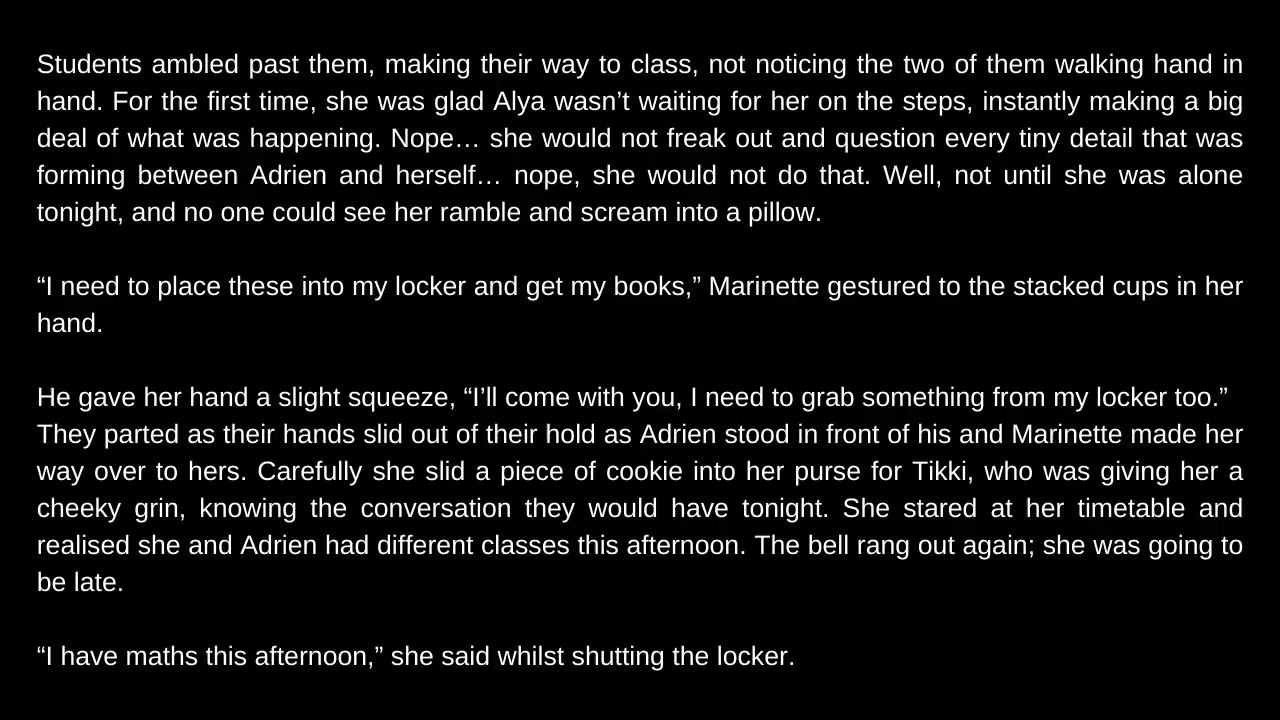 Students ambled past them, making their way to class, not noticing the two of them walking hand in
hand. For the first time, she was glad Alya wasn’t waiting for her on the steps, instantly making a big
deal of what was happening. Nope… she would not freak out and question every tiny detail that was
forming between Adrien and herself… nope, she would not do that. Well, not until she was alone
tonight, and no one could see her ramble and scream into a pillow.
“I need to place these into my locker and get my books,” Marinette gestured to the stacked cups in her
hand.
He gave her hand a slight squeeze, “I’ll come with you, I need to grab something from my locker too.”
They parted as their hands slid out of their hold as Adrien stood in front of his and Marinette made her
way over to hers. Carefully she slid a piece of cookie into her purse for Tikki, who was giving her a
cheeky grin, knowing the conversation they would have tonight. She stared at her timetable and
realised she and Adrien had different classes this afternoon. The bell rang out again; she was going to
be late.
“I have maths this afternoon,” she said whilst shutting the locker.